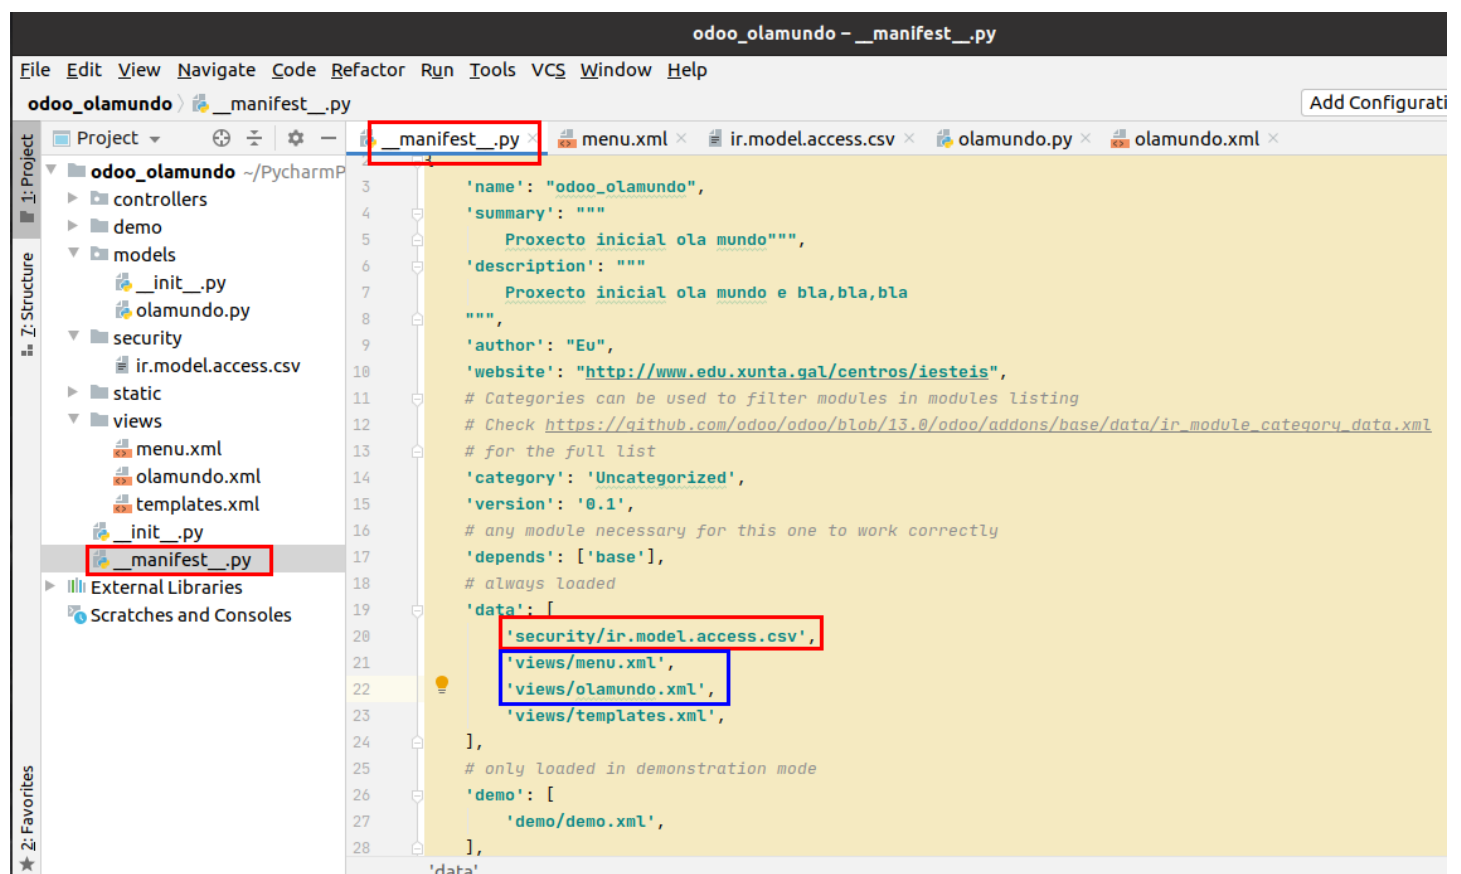 odoo_olamundo – __manifest__.py
File Edit View Navigate Code Refactor Run Tools VCS Window Help
odoo_olamundo __manifest__.py
Add Configurati
1: Project
7: Structure
2: Favorites
Project
odoo_olamundo ~/PycharmP
controllers
demo
models
__init__.py
olamundo.py
security
ir.model.access.csv
static
views
menu.xml
olamundo.xml
templates.xml
__init__.py
__manifest__.py
External Libraries
Scratches and Consoles
__manifest__.py menu.xml ir.model.access.csv olamundo.py olamundo.xml
2 {
3 'name': "odoo_olamundo",
4 'summary': """
5 Proxecto inicial ola mundo""",
6 'description': """
7 Proxecto inicial ola mundo e bla,bla,bla
8 """,
9 'author': "Eu",
10 'website': "http://www.edu.xunta.gal/centros/iesteis",
11 # Categories can be used to filter modules in modules listing
12 # Check https://github.com/odoo/odoo/blob/13.0/odoo/addons/base/data/ir_module_category_data.xml
13 # for the full list
14 'category': 'Uncategorized',
15 'version': '0.1',
16 # any module necessary for this one to work correctly
17 'depends': ['base'],
18 # always loaded
19 'data': [
20 'security/ir.model.access.csv',
21 'views/menu.xml',
22 'views/olamundo.xml',
23 'views/templates.xml',
24 ],
25 # only loaded in demonstration mode
26 'demo': [
27 'demo/demo.xml',
28 ],
'data'